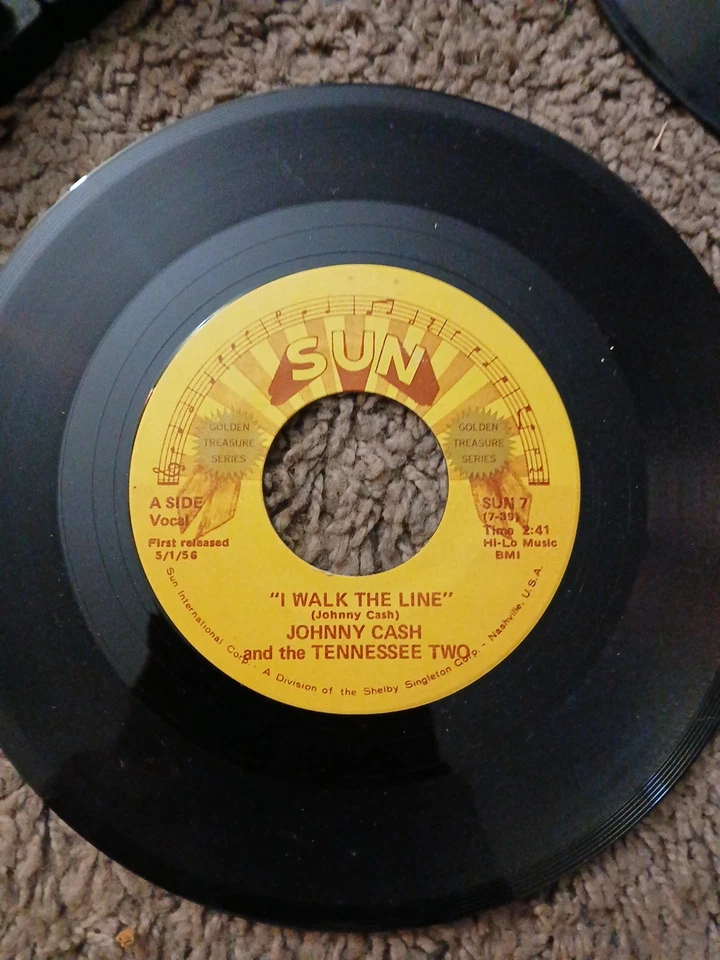 SUN
GOLDEN
TREASURE
SERIES
GOLDEN
TREASURE
SERIES
A SIDE
Vocal
First released
5/1/56
SUN 7
(7-39)
Time 2:41
Hi-Lo Music
BMI
"I WALK THE LINE"
(Johnny Cash)
JOHNNY CASH
and the TENNESSEE TWO
Sun International Corp. - A Division of the Shelby Singleton Corp. - Nashville, U.S.A.